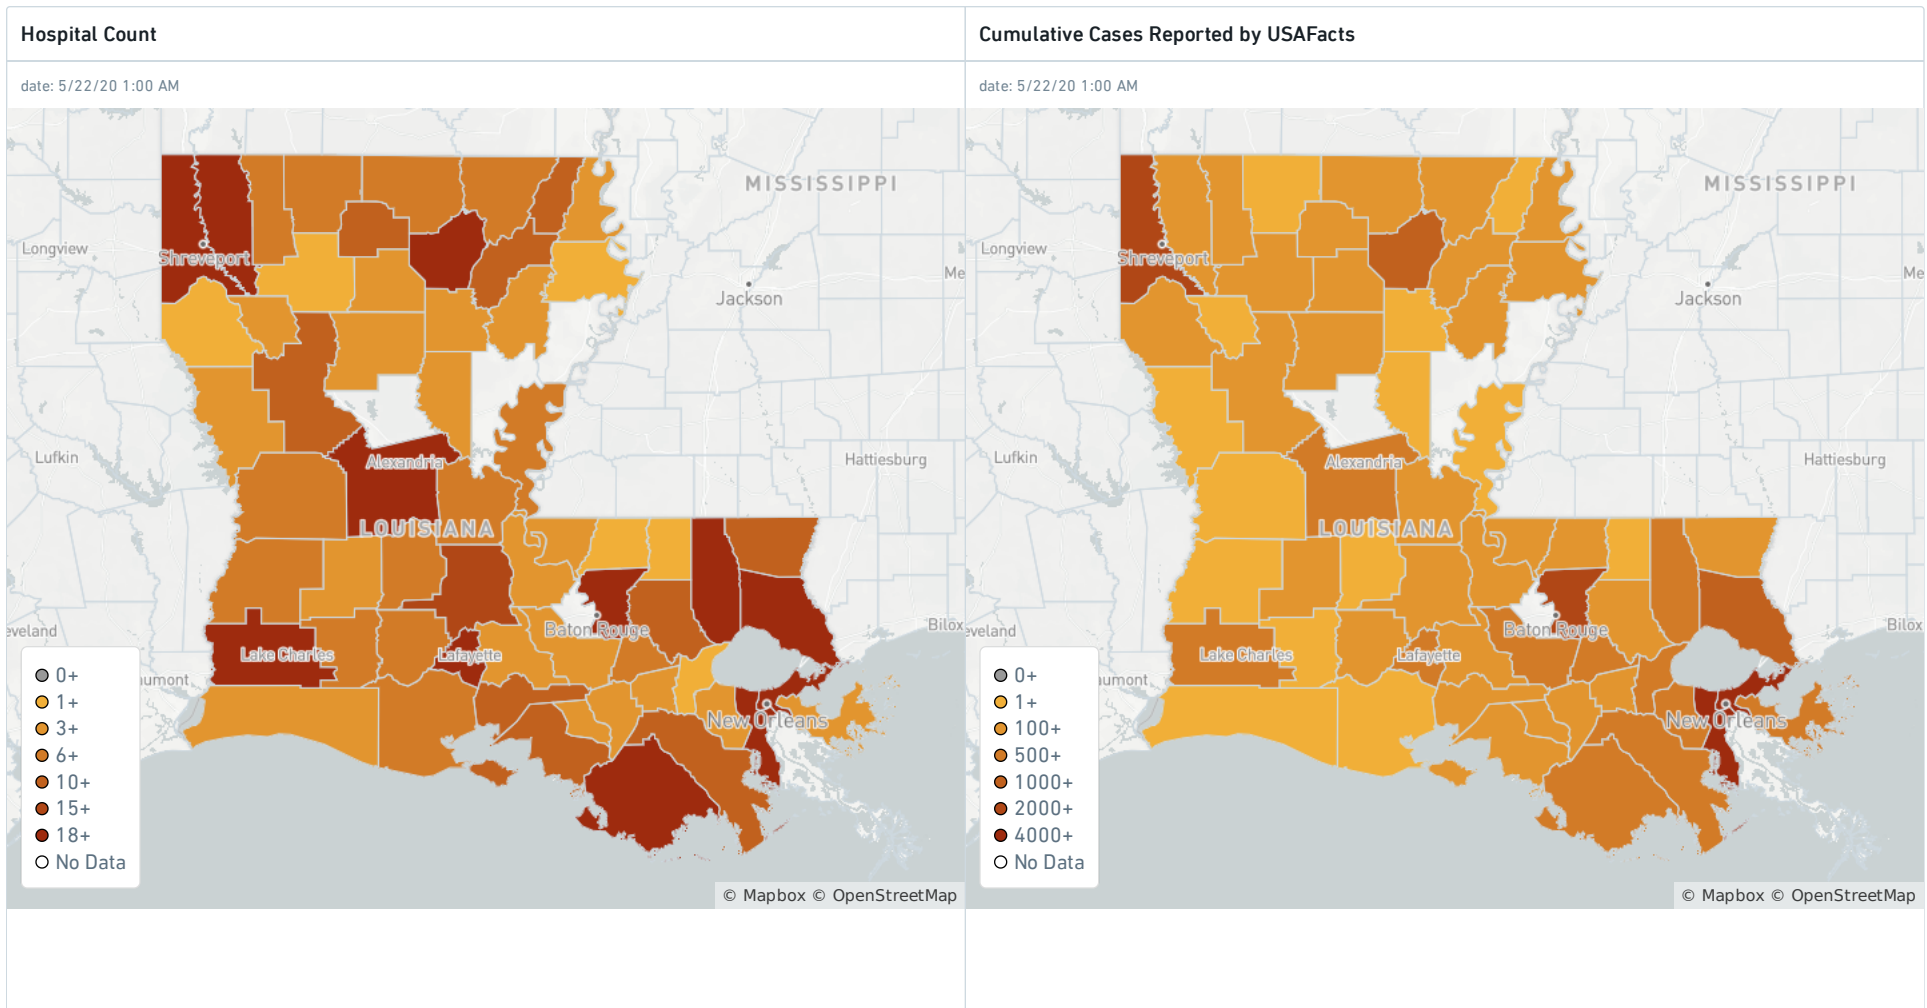 Hospital Count
date: 5/22/20 1:00 AM
MISSISSIPPI
Longview
Shreveport
Me
Jackson
Lufkin
Alexandria
Hattiesburg
LOUISIANA
Baton Rouge
Bilox
eveland
Lake Charles
Lafayette
aumont
New Orleans
0+
1+
3+
6+
10+
15+
18+
No Data
© Mapbox © OpenStreetMap
Cumulative Cases Reported by USAFacts
date: 5/22/20 1:00 AM
MISSISSIPPI
Longview
Shreveport
Me
Jackson
Lufkin
Alexandria
Hattiesburg
LOUISIANA
Baton Rouge
Bilox
eveland
Lake Charles
Lafayette
aumont
New Orleans
0+
1+
100+
500+
1000+
2000+
4000+
No Data
© Mapbox © OpenStreetMap